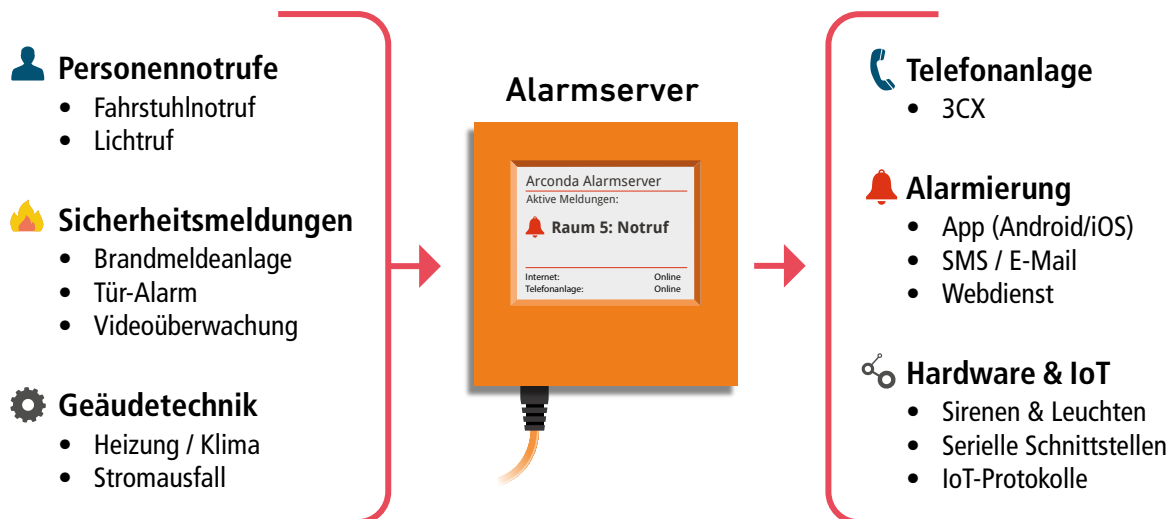 Personennotrufe
• Fahrstuhlnotruf
• Lichtruf
Sicherheitsmeldungen
• Brandmeldeanlage
• Tür-Alarm
• Videoüberwachung
Geäudetechnik
• Heizung / Klima
• Stromausfall
Alarmserver
Arconda Alarmserver
Aktive Meldungen:
Raum 5: Notruf
Internet: Online
Telefonanlage: Online
Telefonanlage
• 3CX
Alarmierung
• App (Android/iOS)
• SMS / E-Mail
• Webdienst
Hardware & IoT
• Sirenen & Leuchten
• Serielle Schnittstellen
• IoT-Protokolle